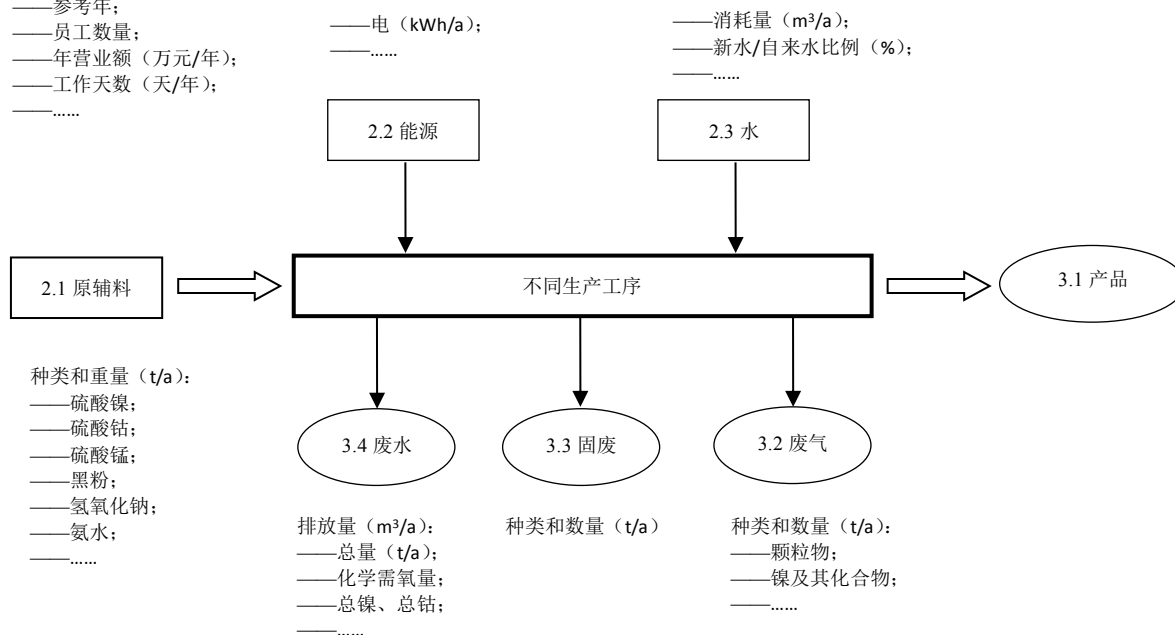 ——参考年；
——员工数量；
——年营业额（万元/年）；
——工作天数（天/年）；
——……
——电（kWh/a）；
——……
——消耗量（m³/a）；
——新水/自来水比例（%）；
——……
2.2 能源
2.3 水
2.1 原辅料
不同生产工序
3.1 产品
种类和重量（t/a）：
——硫酸镍；
——硫酸钴；
——硫酸锰；
——黑粉；
——氢氧化钠；
——氨水；
——……
3.4 废水
3.3 固废
3.2 废气
排放量（m³/a）：
——总量（t/a）；
——化学需氧量；
——总镍、总钴；
——……
种类和数量（t/a）
种类和数量（t/a）：
——颗粒物；
——镍及其化合物；
——……